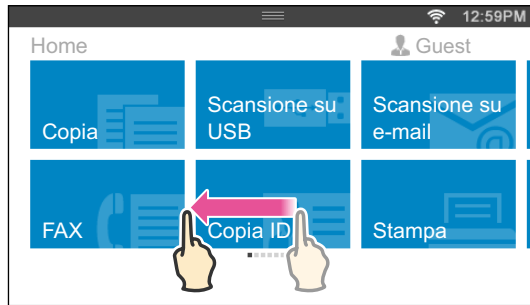 12:59PM
Home
Guest
Copia
Scansione su
USB
Scansione su
e-mail
FAX
Copia ID
Stampa